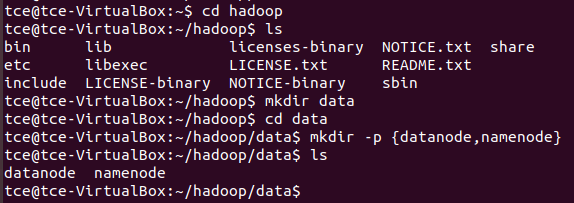 tce@tce-VirtualBox:~$ cd hadoop
tce@tce-VirtualBox:~/hadoop$ ls
bin      lib             licenses-binary  NOTICE.txt  share
etc      libexec         LICENSE.txt      README.txt
include  LICENSE-binary  NOTICE-binary    sbin
tce@tce-VirtualBox:~/hadoop$ mkdir data
tce@tce-VirtualBox:~/hadoop$ cd data
tce@tce-VirtualBox:~/hadoop/data$ mkdir -p {datanode,namenode}
tce@tce-VirtualBox:~/hadoop/data$ ls
datanode  namenode
tce@tce-VirtualBox:~/hadoop/data$